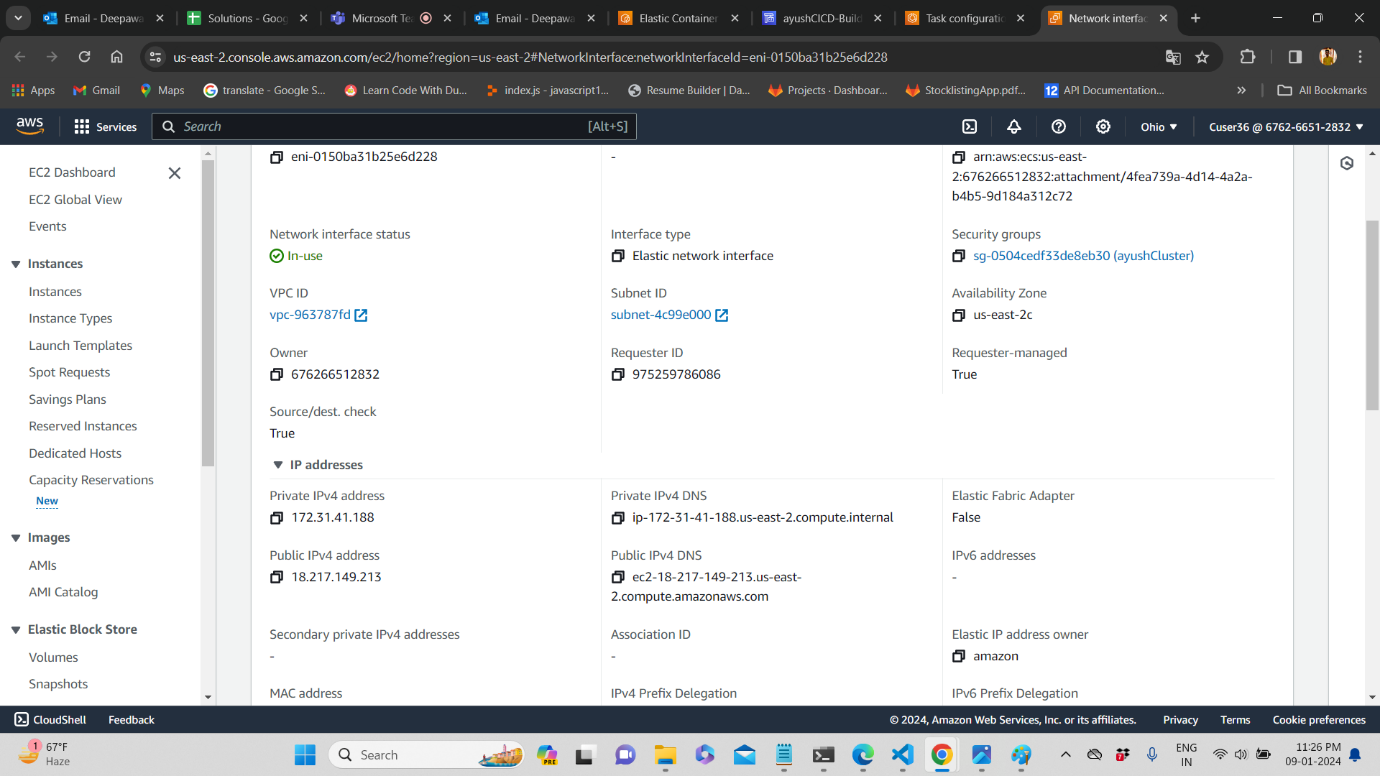 Email - Deepawa
Solutions - Goog
Microsoft Tea
Email - Deepawa
Elastic Container
ayushCICD-Build
Task configuratio
Network interfac
us-east-2.console.aws.amazon.com/ec2/home?region=us-east-2#NetworkInterface:networkInterfaceId=eni-0150ba31b25e6d228
Apps
Gmail
Maps
translate - Google S...
Learn Code With Du...
index.js - javascript1...
Resume Builder | Da...
Projects · Dashboar...
StocklistingApp.pdf...
12 API Documentation...
»
All Bookmarks
aws
Services
Search
[Alt+S]
Ohio
Cuser36 @ 6762-6651-2832
EC2 Dashboard
EC2 Global View
Events
Instances
Instances
Instance Types
Launch Templates
Spot Requests
Savings Plans
Reserved Instances
Dedicated Hosts
Capacity Reservations
New
Images
AMIs
AMI Catalog
Elastic Block Store
Volumes
Snapshots
eni-0150ba31b25e6d228
-
arn:aws:ecs:us-east-
2:676266512832:attachment/4fea739a-4d14-4a2a-
b4b5-9d184a312c72
Network interface status
In-use
Interface type
Elastic network interface
Security groups
sg-0504cedf33de8eb30 (ayushCluster)
VPC ID
vpc-963787fd
Subnet ID
subnet-4c99e000
Availability Zone
us-east-2c
Owner
676266512832
Requester ID
975259786086
Requester-managed
True
Source/dest. check
True
IP addresses
Private IPv4 address
172.31.41.188
Private IPv4 DNS
ip-172-31-41-188.us-east-2.compute.internal
Elastic Fabric Adapter
False
Public IPv4 address
18.217.149.213
Public IPv4 DNS
ec2-18-217-149-213.us-east-
2.compute.amazonaws.com
IPv6 addresses
-
Secondary private IPv4 addresses
-
Association ID
-
Elastic IP address owner
amazon
MAC address
IPv4 Prefix Delegation
IPv6 Prefix Delegation
CloudShell
Feedback
© 2024, Amazon Web Services, Inc. or its affiliates.
Privacy
Terms
Cookie preferences
1
67°F
Haze
Search
PRE
ENG
IN
11:26 PM
09-01-2024